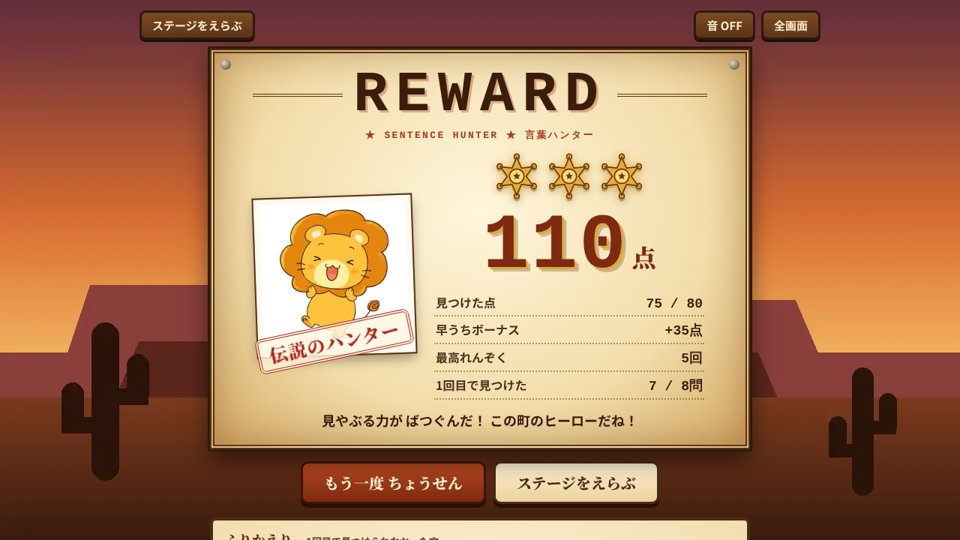 ステージをえらぶ
音 OFF
全画面
REWARD
★ SENTENCE HUNTER ★ 言葉ハンター
110点
伝説のハンター
見つけた点 75 / 80
早うちボーナス +35点
最高れんぞく 5回
1回目で見つけた 7 / 8問
見やぶる力が ばつぐんだ！ この町のヒーローだね！
もう一度 ちょうせん
ステージをえらぶ
ふりかえり